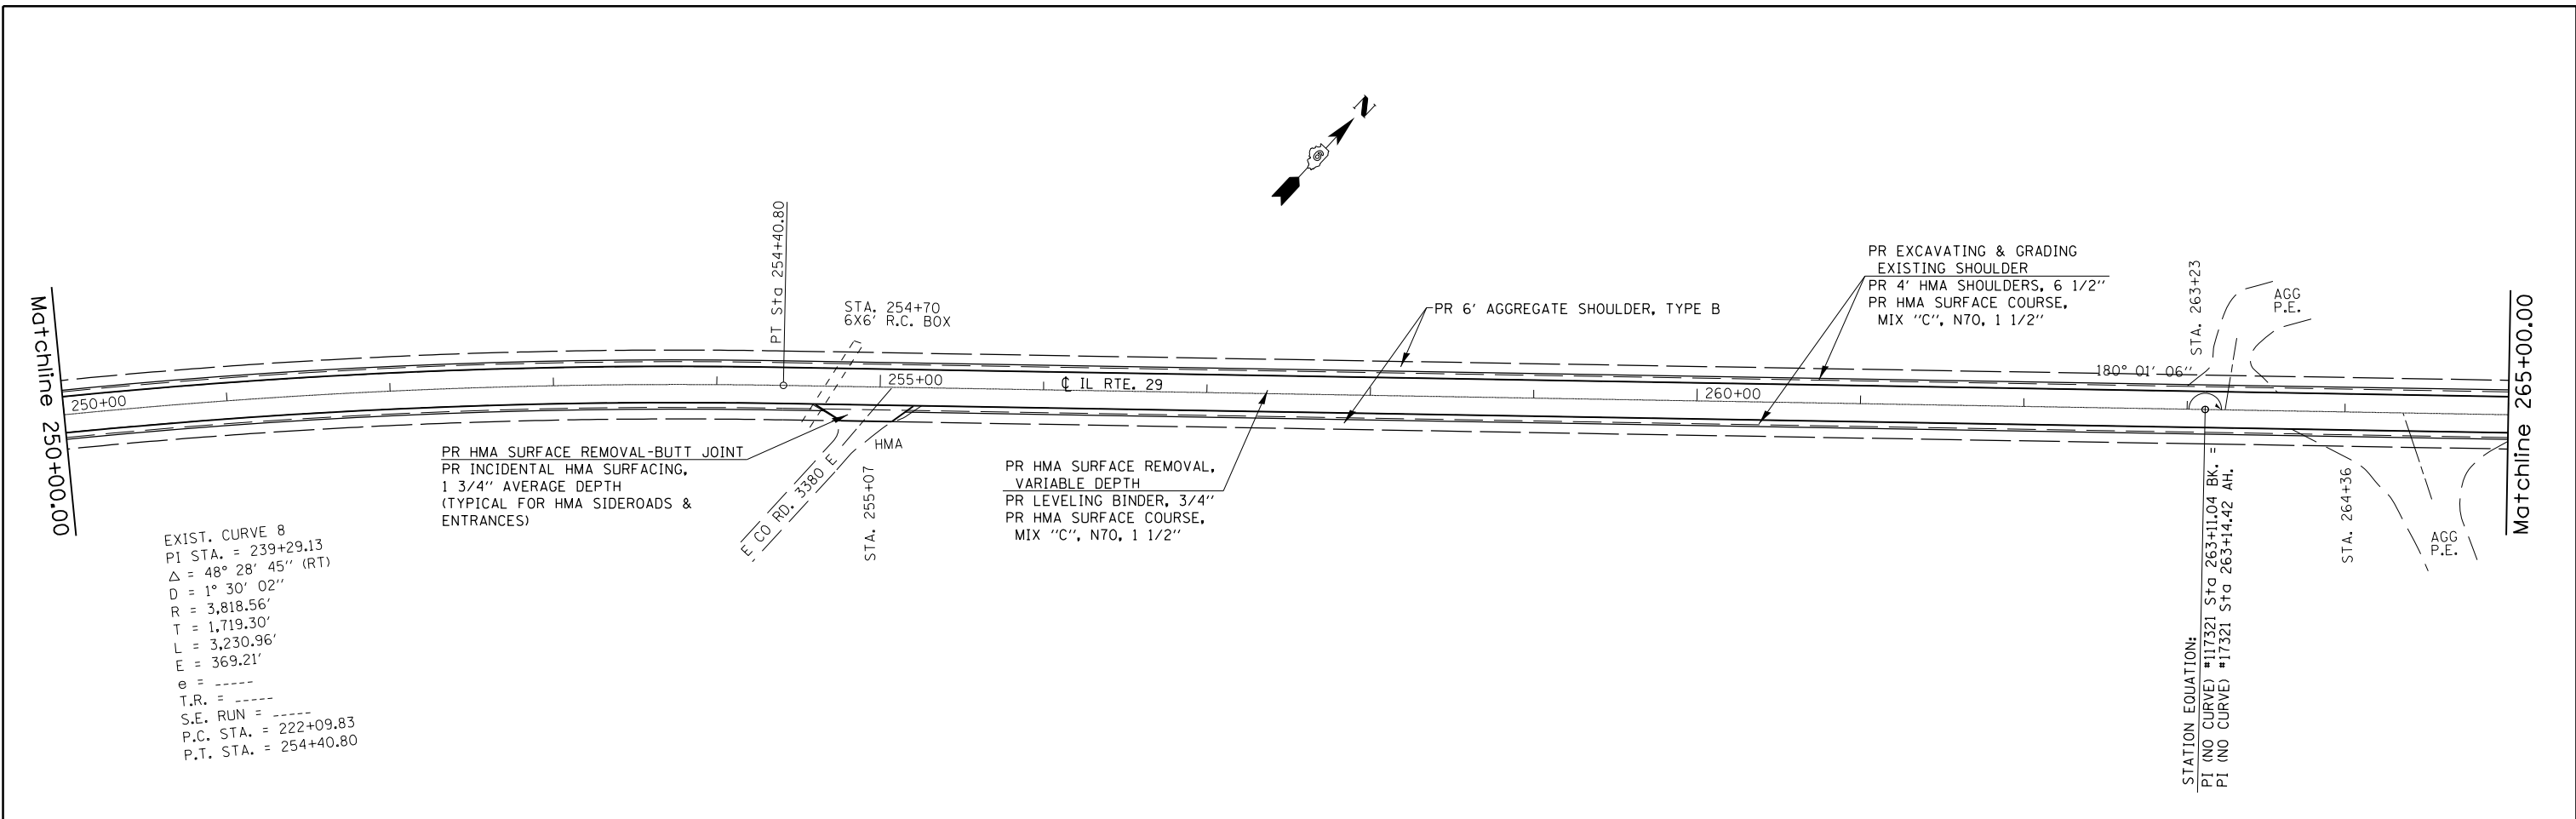 N
PT Sta 254+40.80
STA. 254+70
6X6' R.C. BOX
PR 6' AGGREGATE SHOULDER, TYPE B
PR EXCAVATING & GRADING
EXISTING SHOULDER
PR 4' HMA SHOULDERS, 6 1/2"
PR HMA SURFACE COURSE,
MIX "C", N70, 1 1/2"
STA. 263+23
AGG
P.E.
180° 01' 06"
Matchline 250+00.00
250+00
255+00
℄ IL RTE. 29
260+00
Matchline 265+00.00
PR HMA SURFACE REMOVAL-BUTT JOINT
PR INCIDENTAL HMA SURFACING,
1 3/4" AVERAGE DEPTH
(TYPICAL FOR HMA SIDEROADS &
ENTRANCES)
E CO RD. 3380 E
HMA
STA. 255+07
PR HMA SURFACE REMOVAL,
VARIABLE DEPTH
PR LEVELING BINDER, 3/4"
PR HMA SURFACE COURSE,
MIX "C", N70, 1 1/2"
STATION EQUATION:
PI (NO CURVE) #117321 Sta 263+11.04 BK. =
PI (NO CURVE) #17321 Sta 263+14.42 AH.
STA. 264+36
AGG
P.E.
EXIST. CURVE 8
PI STA. = 239+29.13
Δ = 48° 28' 45" (RT)
D = 1° 30' 02"
R = 3,818.56'
T = 1,719.30'
L = 3,230.96'
E = 369.21'
e = -----
T.R. = -----
S.E. RUN = -----
P.C. STA. = 222+09.83
P.T. STA. = 254+40.80